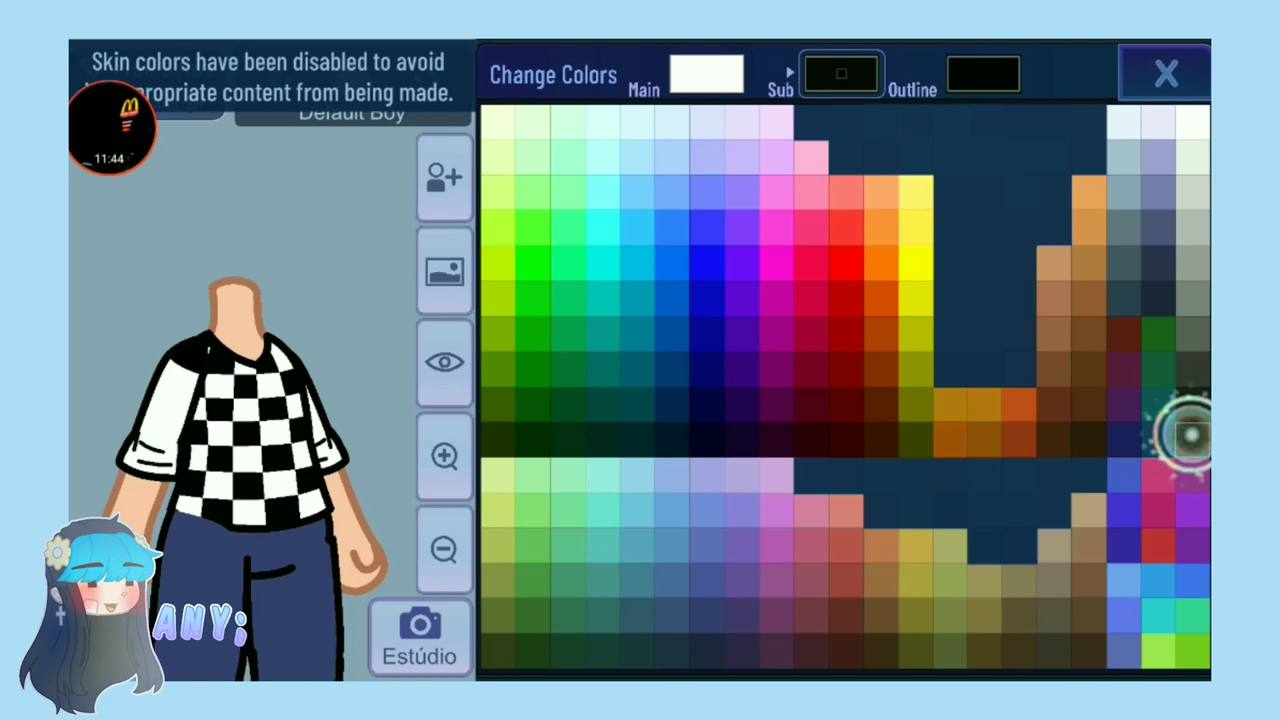 Skin colors have been disabled to avoid
propriate content from being made.
Default Boy
11:44
Change Colors
Main
Sub
Outline
X
Estúdio
ANY;